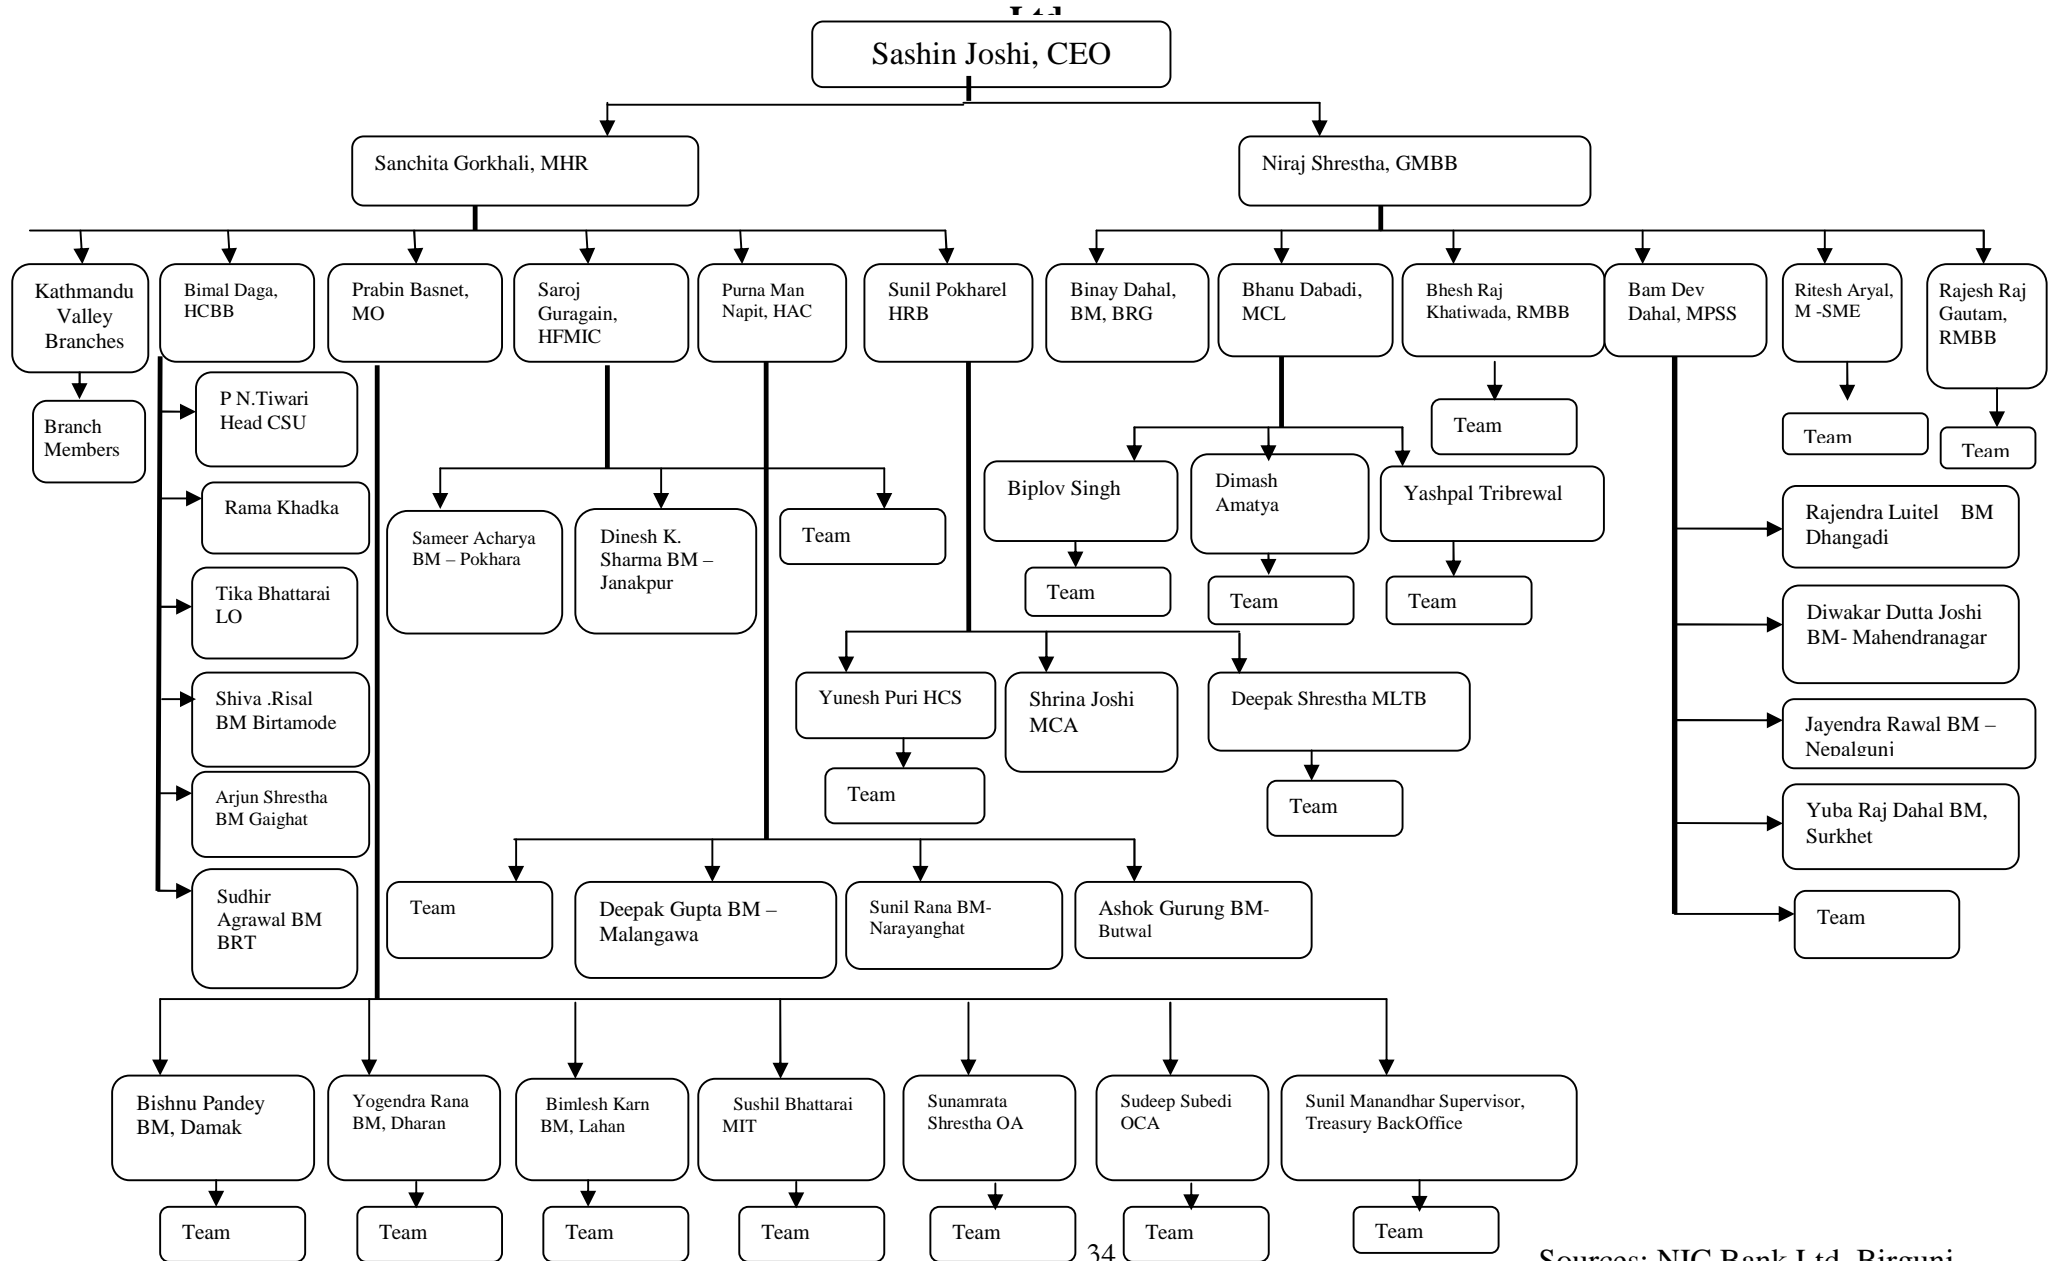 Ltd
Sashin Joshi, CEO
Sanchita Gorkhali, MHR
Niraj Shrestha, GMBB
Kathmandu
Valley
Branches
Bimal Daga,
HCBB
Prabin Basnet,
MO
Saroj
Guragain,
HFMIC
Purna Man
Napit, HAC
Sunil Pokharel
HRB
Binay Dahal,
BM, BRG
Bhanu Dabadi,
MCL
Bhesh Raj
Khatiwada, RMBB
Bam Dev
Dahal, MPSS
Ritesh Aryal,
M -SME
Rajesh Raj
Gautam,
RMBB
Branch
Members
P N.Tiwari
Head CSU
Team
Team
Team
Rama Khadka
Sameer Acharya
BM – Pokhara
Dinesh K.
Sharma BM –
Janakpur
Team
Biplov Singh
Dimash
Amatya
Yashpal Tribrewal
Rajendra Luitel BM
Dhangadi
Tika Bhattarai
LO
Team
Team
Team
Diwakar Dutta Joshi
BM- Mahendranagar
Shiva .Risal
BM Birtamode
Yunesh Puri HCS
Shrina Joshi
MCA
Deepak Shrestha MLTB
Jayendra Rawal BM –
Nepalgunj
Arjun Shrestha
BM Gaighat
Team
Team
Yuba Raj Dahal BM,
Surkhet
Sudhir
Agrawal BM
BRT
Team
Deepak Gupta BM –
Malangawa
Sunil Rana BM-
Narayanghat
Ashok Gurung BM-
Butwal
Team
Bishnu Pandey
BM, Damak
Yogendra Rana
BM, Dharan
Bimlesh Karn
BM, Lahan
Sushil Bhattarai
MIT
Sunamrata
Shrestha OA
Sudeep Subedi
OCA
Sunil Manandhar Supervisor,
Treasury BackOffice
Team
Team
Team
Team
Team
Team
Team
34
Sources: NIC Bank Ltd, Birgunj